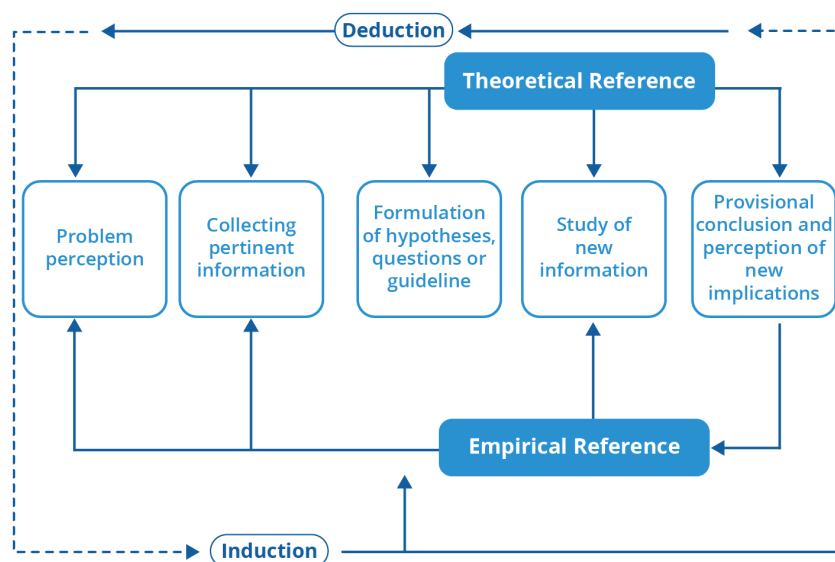 Deduction
Theoretical Reference
Problem
perception
Collecting
pertinent
information
Formulation
of hypotheses,
questions or
guideline
Study of
new
information
Provisional
conclusion and
perception of
new
implications
Empirical Reference
Induction